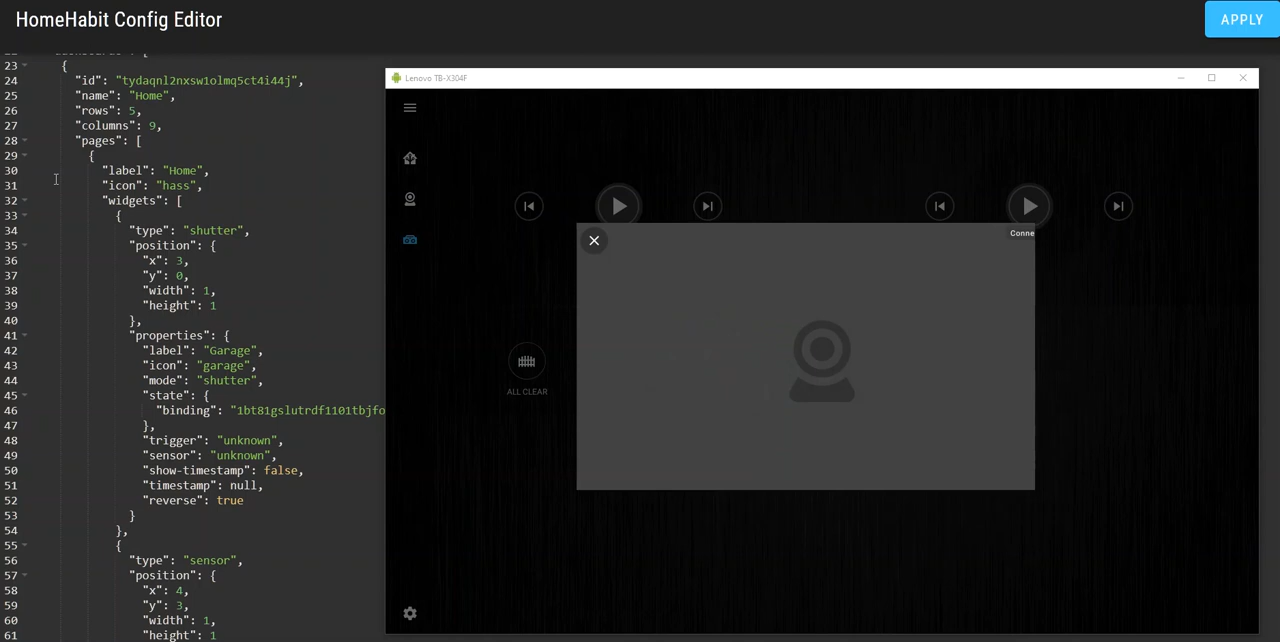 HomeHabit Config Editor
APPLY
23 {
24 "id": "tydaqnl2nxsw1olmq5ct4i44j",
25 "name": "Home",
26 "rows": 5,
27 "columns": 9,
28 "pages": [
29 {
30 "label": "Home",
31 "icon": "hass",
32 "widgets": [
33 {
34 "type": "shutter",
35 "position": {
36 "x": 3,
37 "y": 0,
38 "width": 1,
39 "height": 1
40 },
41 "properties": {
42 "label": "Garage",
43 "icon": "garage",
44 "mode": "shutter",
45 "state": {
46 "binding": "1bt81gslutrdf1101tbjfo
47 },
48 "trigger": "unknown",
49 "sensor": "unknown",
50 "show-timestamp": false,
51 "timestamp": null,
52 "reverse": true
53 }
54 },
55 {
56 "type": "sensor",
57 "position": {
58 "x": 4,
59 "y": 3,
60 "width": 1,
61 "height": 1
Lenovo TB-X304F
Conne
ALL CLEAR